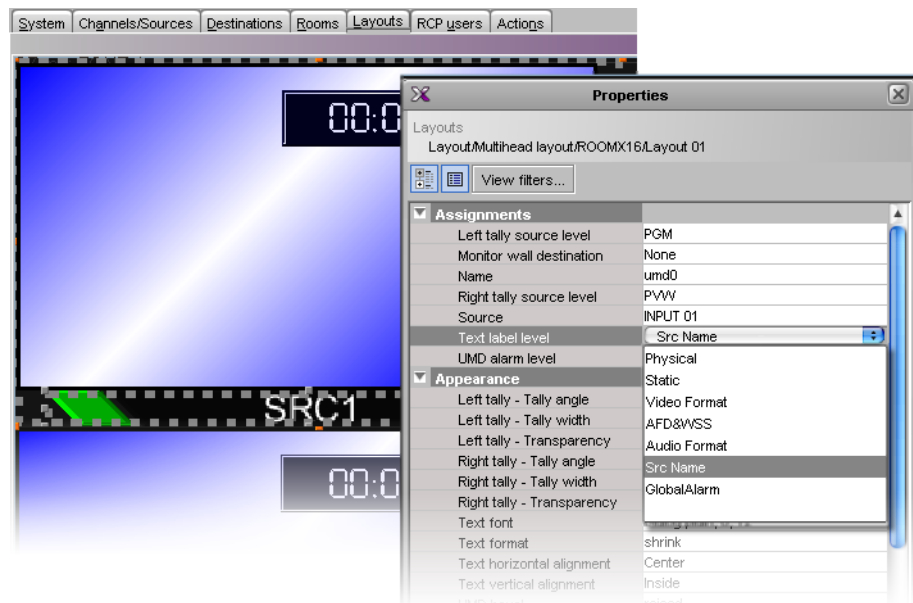 System Channels/Sources Destinations Rooms Layouts RCP users Actions
Properties
00:0
Layouts
Layout/Multihead layout/ROOMX16/Layout 01
View filters...
Assignments
Left tally source level PGM
Monitor wall destination None
Name umd0
Right tally source level PVW
Source INPUT 01
Text label level Src Name
UMD alarm level Physical
Appearance Static
Left tally - Tally angle Video Format
Left tally - Tally width AFD&WSS
SRC1
Left tally - Transparency Audio Format
Right tally - Tally angle Src Name
Right tally - Tally width GlobalAlarm
00:0
Right tally - Transparency
Text font
Text format shrink
Text horizontal alignment Center
Text vertical alignment Inside